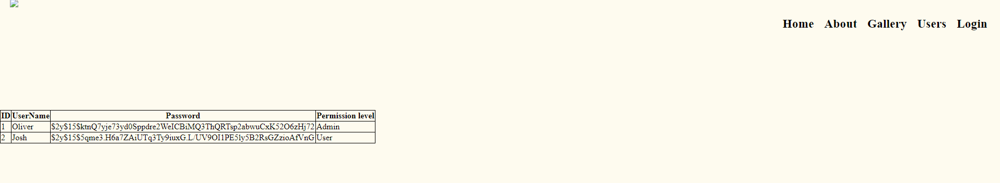 Home About Gallery Users Login
ID UserName Password Permission level
1 Oliver $2y$15$ktnQ7yje73yd0Sppdre2WeICBiMQ3ThQRTsp2abwuCxK52O6zHj72 Admin
2 Josh $2y$15$5qme3.H6a7ZAiUTq3Ty9iuxG.L/UV9OI1PE5ly5B2RsGZzioAfVnG User